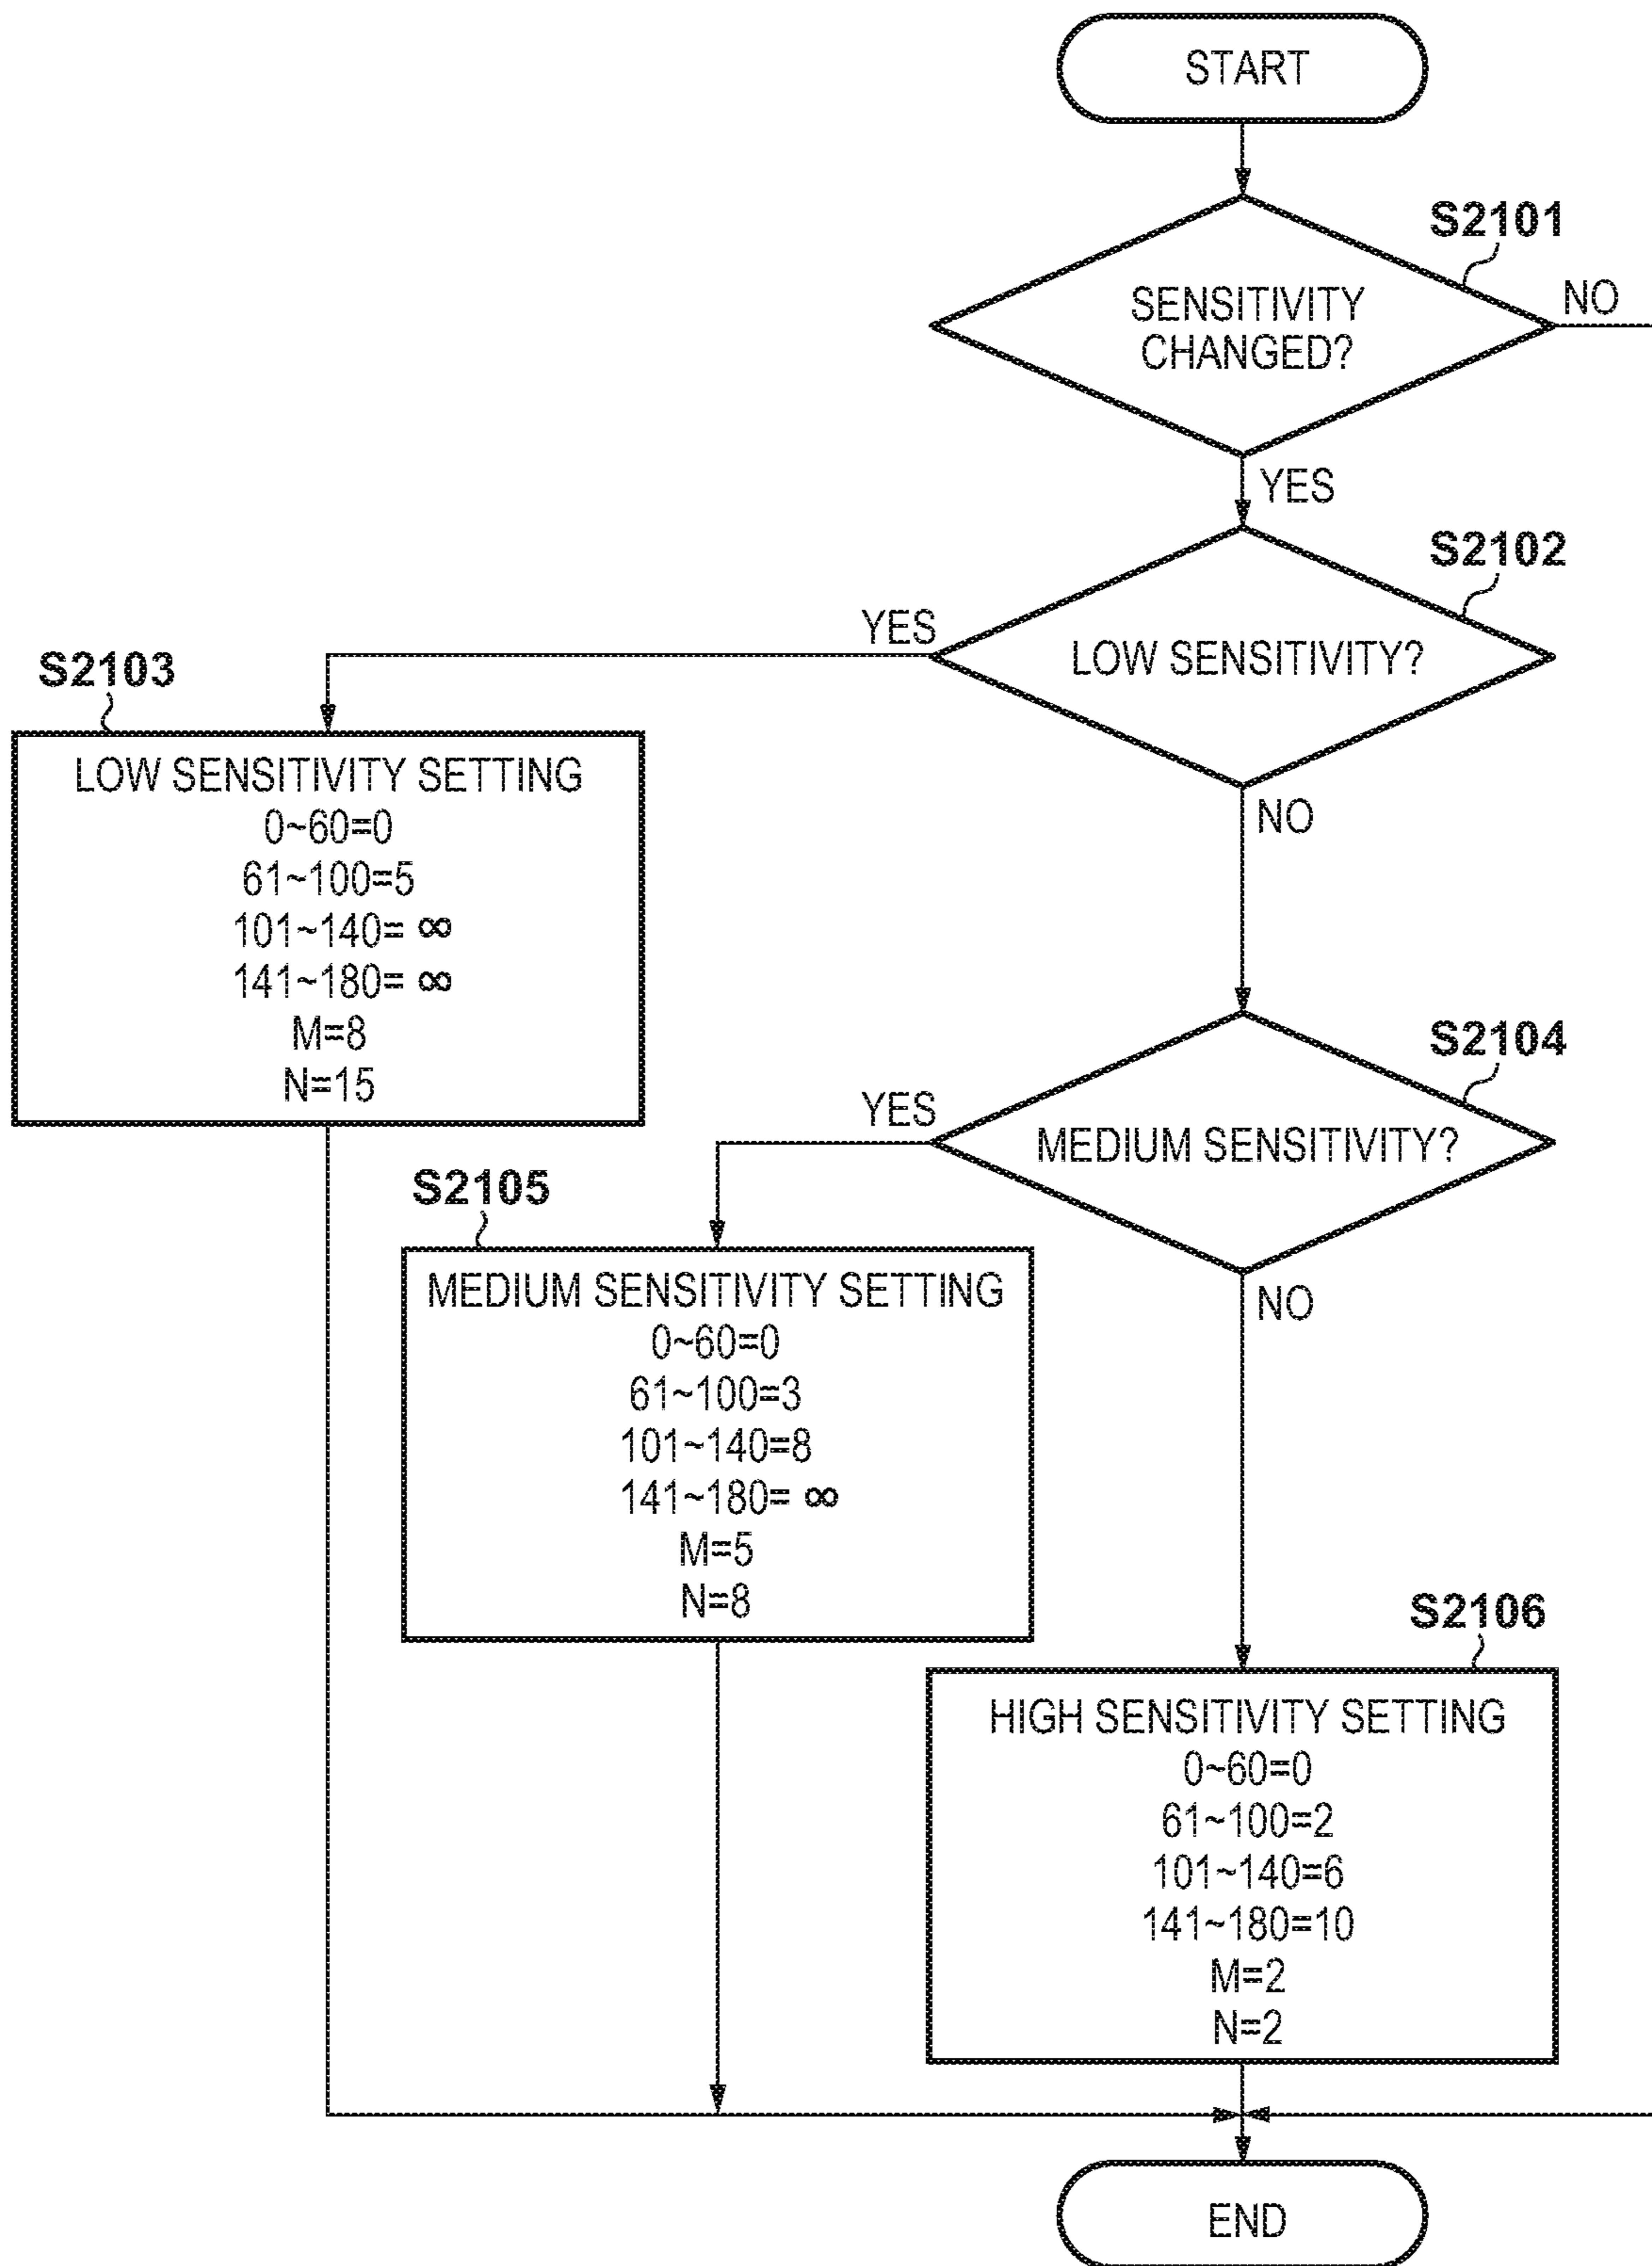 START
S2101
SENSITIVITY
CHANGED?
NO
YES
S2102
LOW SENSITIVITY?
YES
NO
S2103
LOW SENSITIVITY SETTING
0~60=0
61~100=5
101~140= ∞
141~180= ∞
M=8
N=15
S2104
MEDIUM SENSITIVITY?
YES
NO
S2105
MEDIUM SENSITIVITY SETTING
0~60=0
61~100=3
101~140=8
141~180= ∞
M=5
N=8
S2106
HIGH SENSITIVITY SETTING
0~60=0
61~100=2
101~140=6
141~180=10
M=2
N=2
END